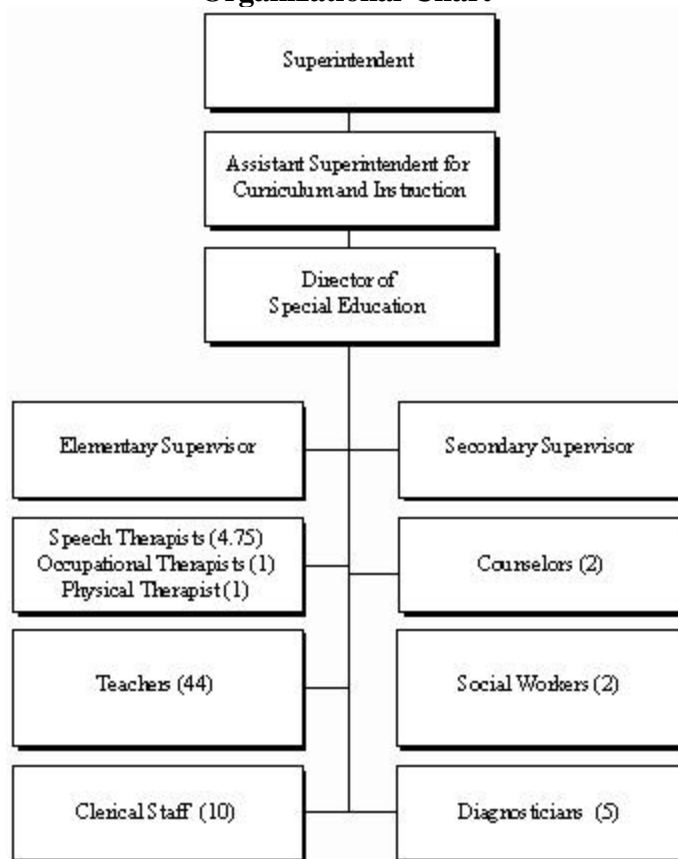 Organizational Chart
Superintendent
Assistant Superintendent for
Curriculum and Instruction
Director of
Special Education
Elementary Supervisor
Secondary Supervisor
Speech Therapists (4.75)
Occupational Therapists (1)
Physical Therapist (1)
Counselors (2)
Teachers (44)
Social Workers (2)
Clerical Staff (10)
Diagnosticians (5)